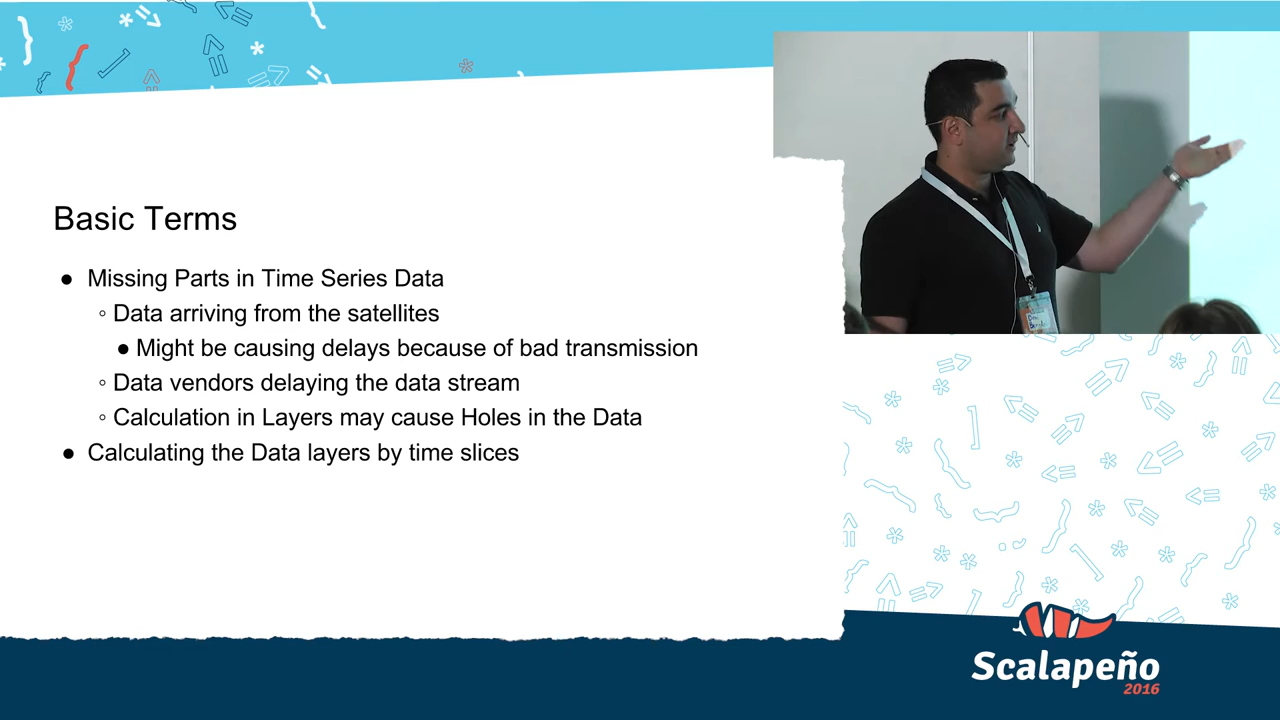 Basic Terms
● Missing Parts in Time Series Data
◦ Data arriving from the satellites
● Might be causing delays because of bad transmission
◦ Data vendors delaying the data stream
◦ Calculation in Layers may cause Holes in the Data
● Calculating the Data layers by time slices
Scalapeño
2016